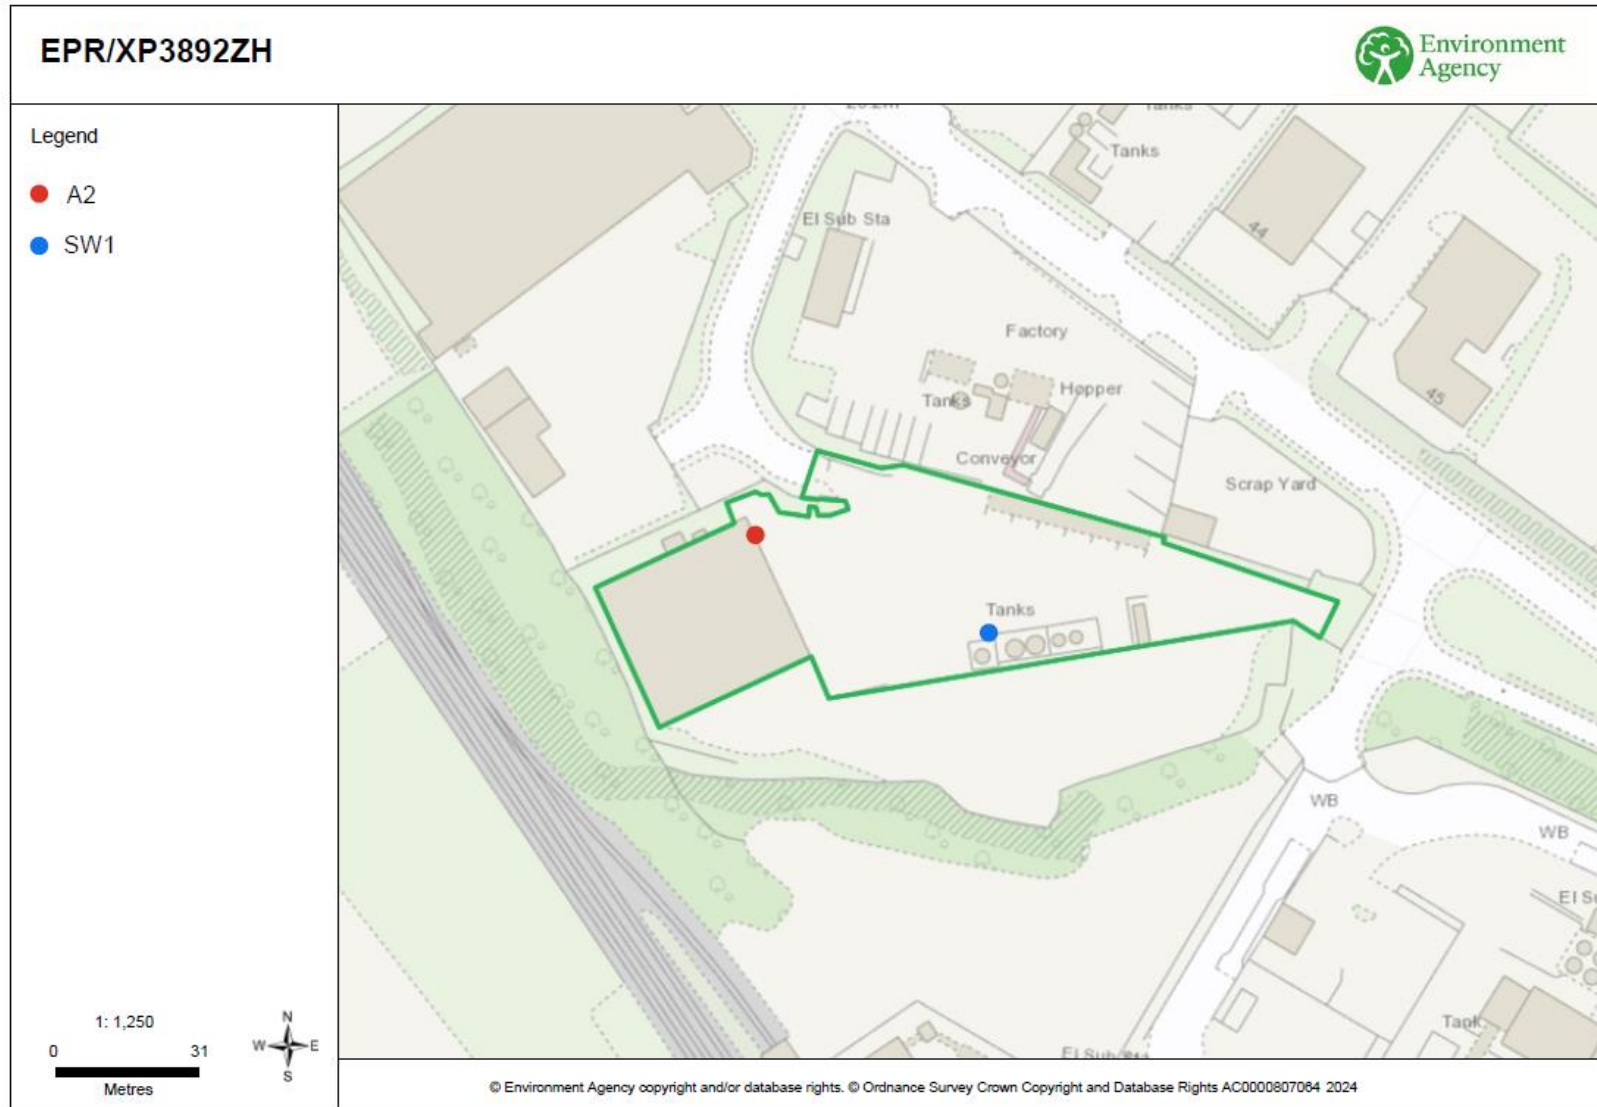 EPR/XP3892ZH
Environment
Agency
Legend
A2
SW1
Tanks
El Sub Sta
44
Factory
Hopper
Tanks
45
Conveyor
Scrap Yard
Tanks
WB
WB
Tank
1: 1,250
0 31
Metres
N
W E
S
© Environment Agency copyright and/or database rights. © Ordnance Survey Crown Copyright and Database Rights AC0000807064 2024